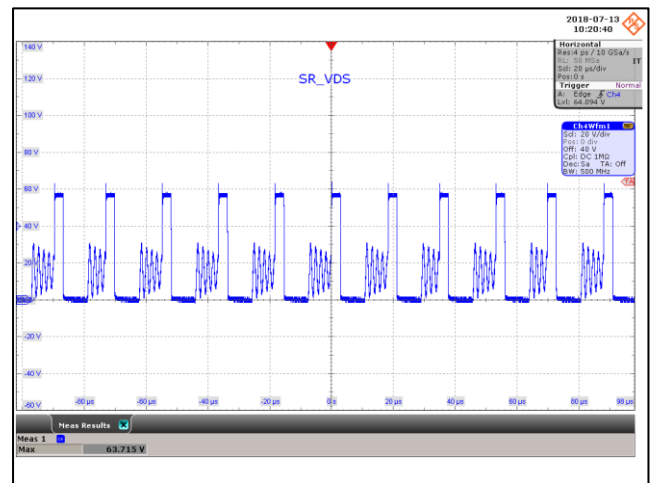 2018-07-13
10:20:40
Horizontal
Res:4 ps / 10 GSa/s
RL: 50 MSa IT
Scl: 20 µs/div
Pos:0 s
Trigger Normal
A: Edge Ch4
Lvl: 64.094 V
Ch4Wfm1
Scl: 20 V/div
Pos: 0 div
Off: 40 V
Cpl: DC 1MΩ
Dec:Sa TA: Off
BW: 500 MHz
TA
SR_VDS
140 V
120 V
100 V
80 V
60 V
40 V
20 V
-20 V
-40 V
-60 V
-80 µs -60 µs -40 µs -20 µs 0 s 20 µs 40 µs 60 µs 80 µs 98 µs
Meas Results
Meas 1
Max 63.715 V